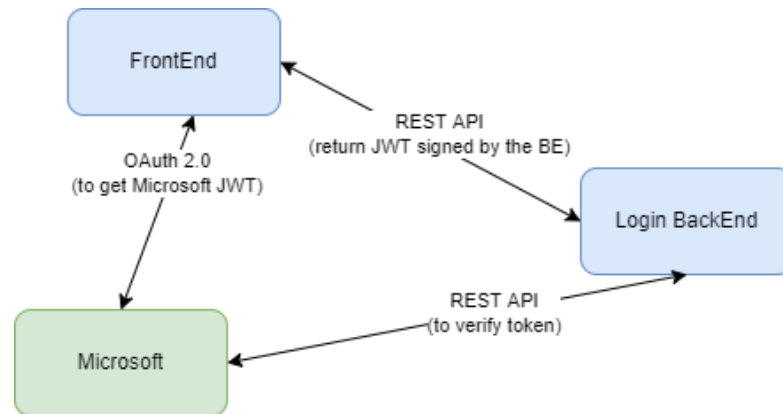 FrontEnd
REST API
(return JWT signed by the BE)
OAuth 2.0
(to get Microsoft JWT)
Login BackEnd
REST API
(to verify token)
Microsoft